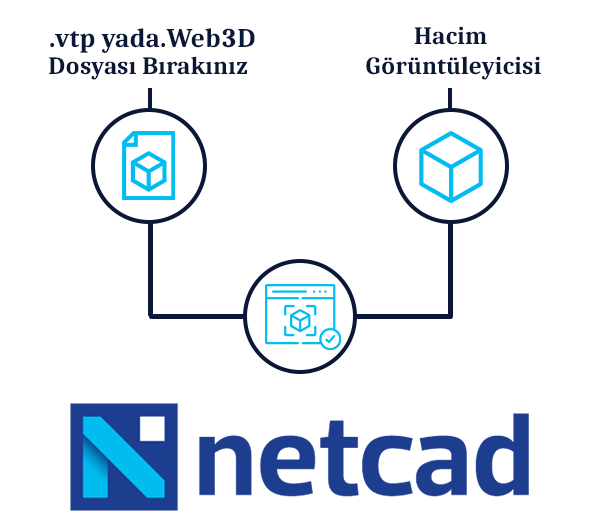 .vtp yada.Web3D
Dosyası Bırakınız
Hacim
Görüntüleyicisi
netcad